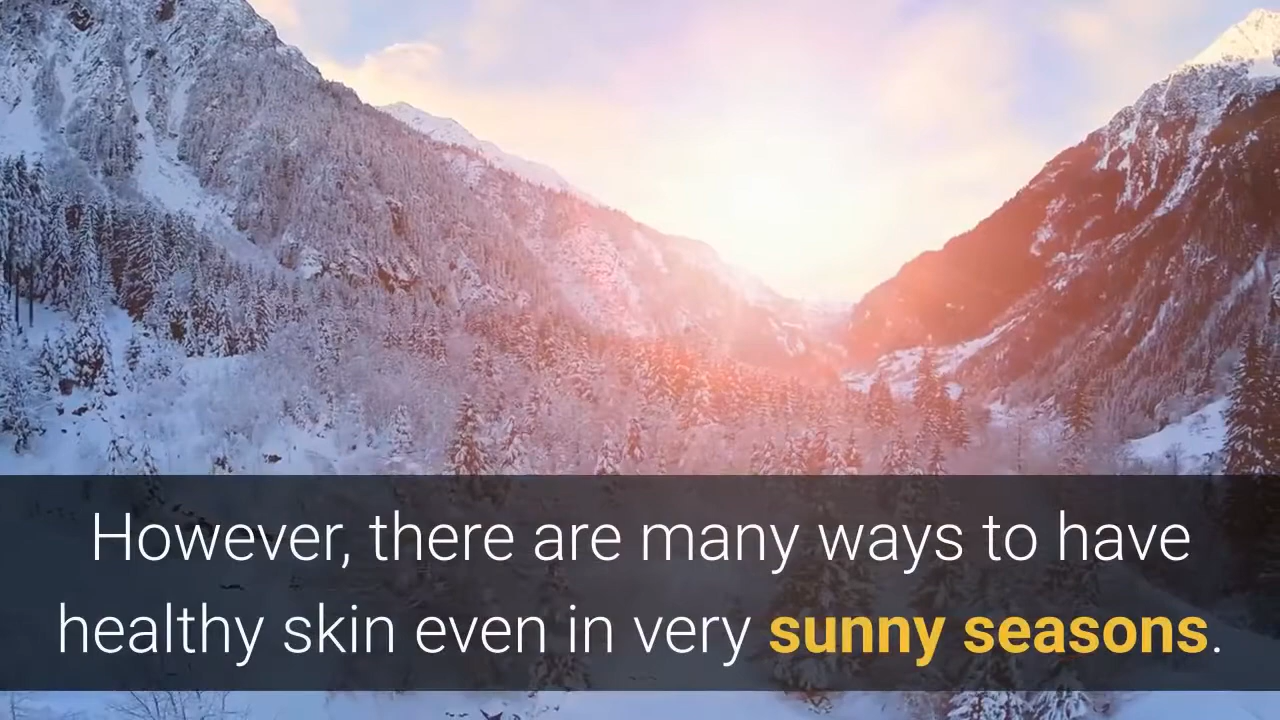 However, there are many ways to have
healthy skin even in very sunny seasons.